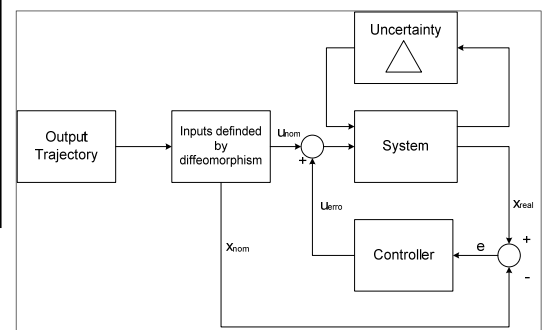 Uncertainty
Output
Trajectory
Inputs definded
by
diffeomorphism
unom
+
System
uerro
xreal
xnom
Controller
e
+
-